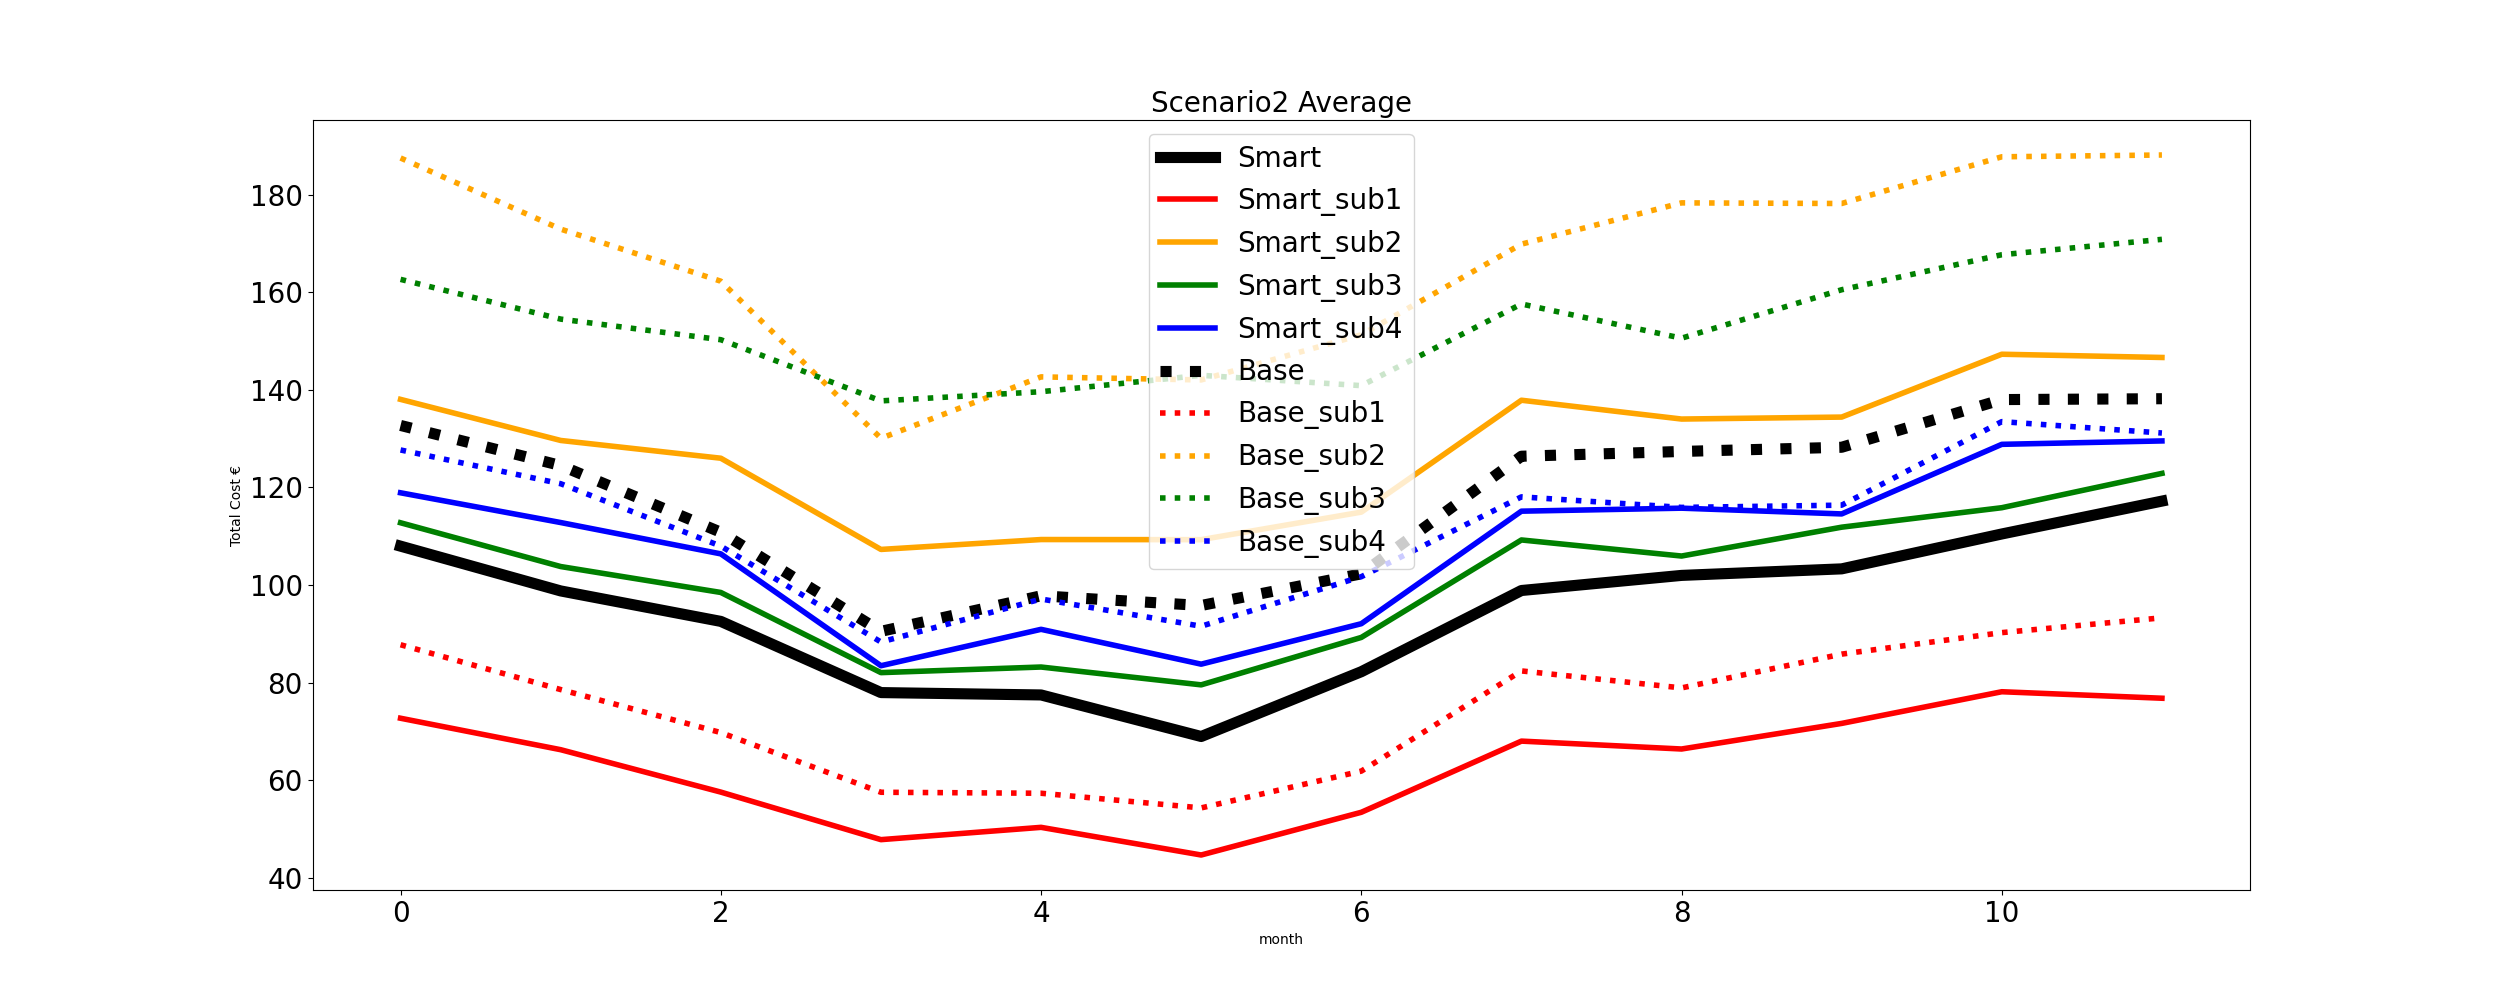 Scenario2 Average
Smart
Smart_sub1
Smart_sub2
Smart_sub3
Smart_sub4
Base
Base_sub1
Base_sub2
Base_sub3
Base_sub4
Total Cost €
180
160
140
120
100
80
60
40
0 2 4 6 8 10
month